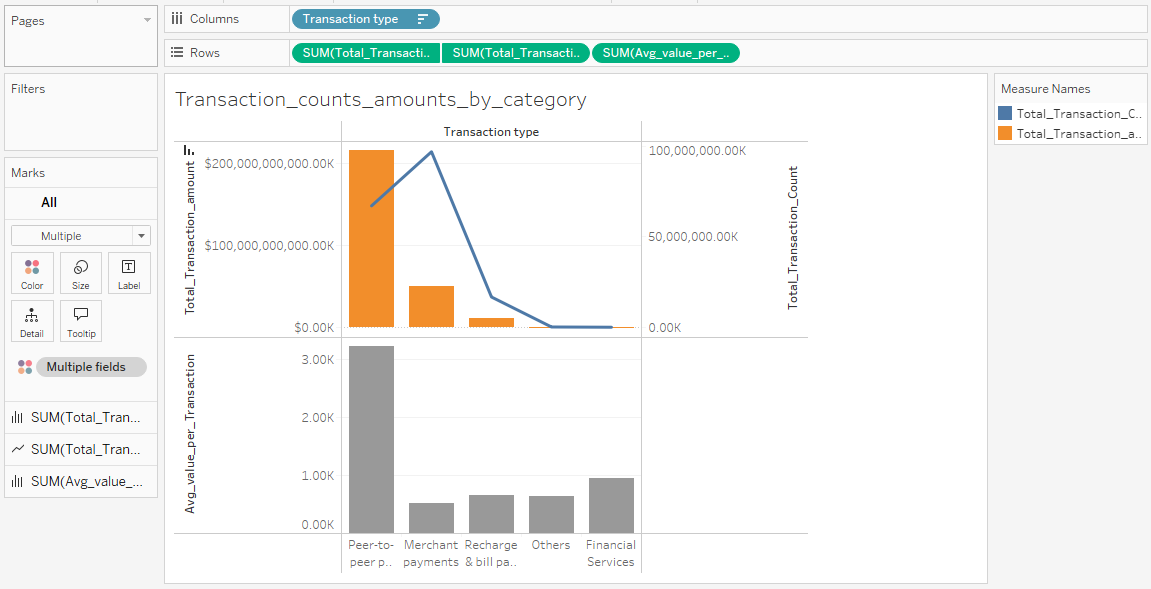 Pages
Columns
Transaction type
Rows
SUM(Total_Transacti..
SUM(Total_Transacti..
SUM(Avg_value_per_..
Filters
Marks
All
Multiple
Color
Size
Label
Detail
Tooltip
Multiple fields
SUM(Total_Tran...
SUM(Total_Tran...
SUM(Avg_value_...
Transaction_counts_amounts_by_category
Transaction type
Total_Transaction_amount
$200,000,000,000.00K
$100,000,000,000.00K
$0.00K
100,000,000.00K
50,000,000.00K
0.00K
Total_Transaction_Count
Avg_value_per_Transaction
3.00K
2.00K
1.00K
0.00K
Peer-to-
peer p..
Merchant
payments
Recharge
& bill pa..
Others
Financial
Services
Measure Names
Total_Transaction_C..
Total_Transaction_a..